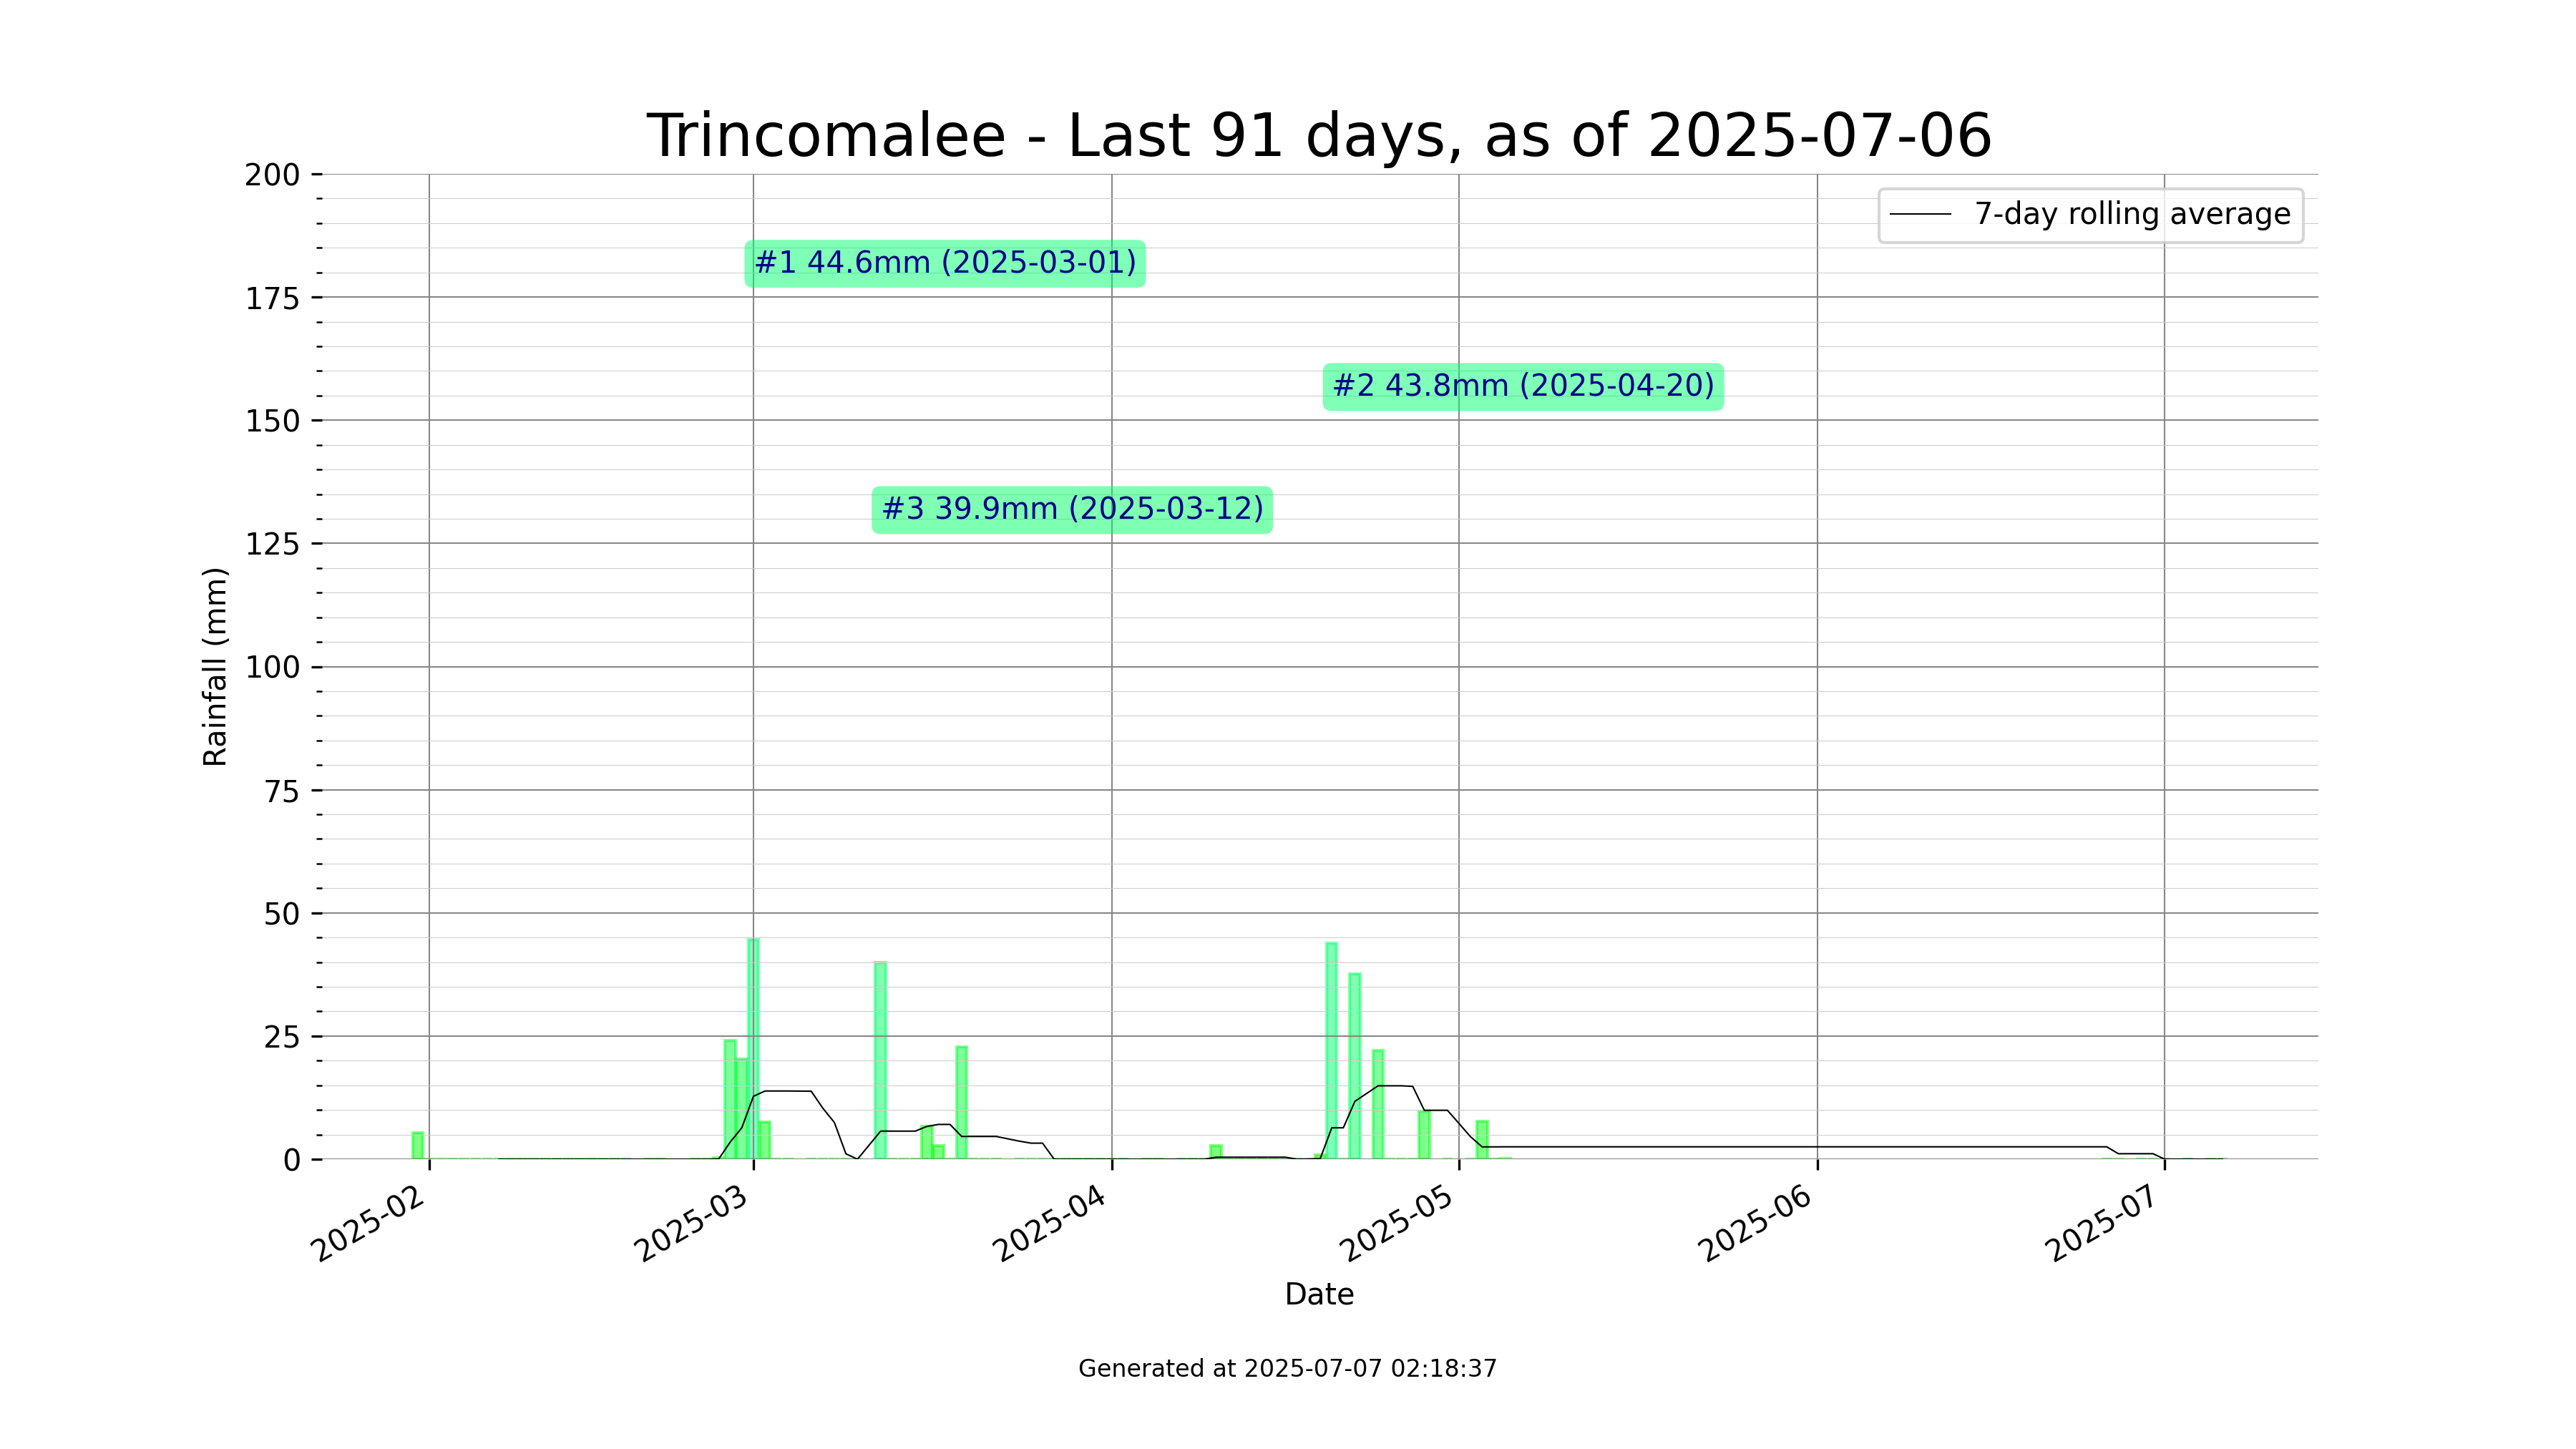 Trincomalee - Last 91 days, as of 2025-07-06
7-day rolling average
#1 44.6mm (2025-03-01)
#2 43.8mm (2025-04-20)
#3 39.9mm (2025-03-12)
Rainfall (mm)
200
175
150
125
100
75
50
25
0
2025-02
2025-03
2025-04
2025-05
2025-06
2025-07
Date
Generated at 2025-07-07 02:18:37